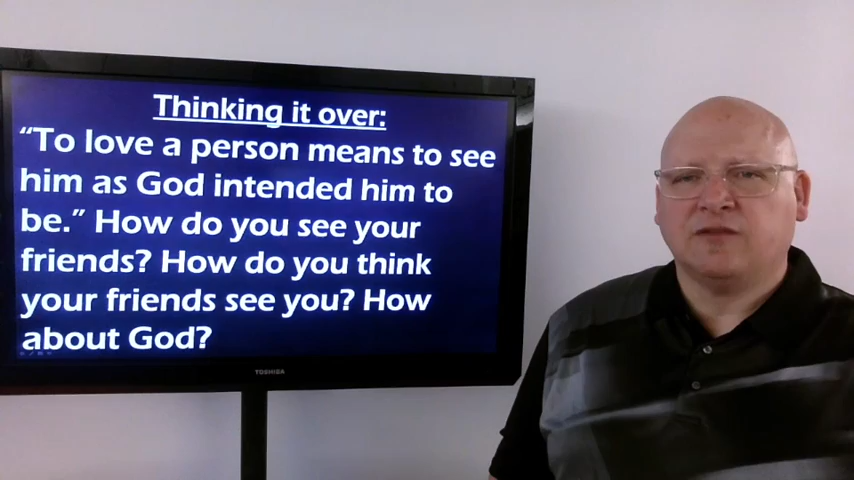 Thinking it over:
“To love a person means to see
him as God intended him to
be.” How do you see your
friends? How do you think
your friends see you? How
about God?
TOSHIBA